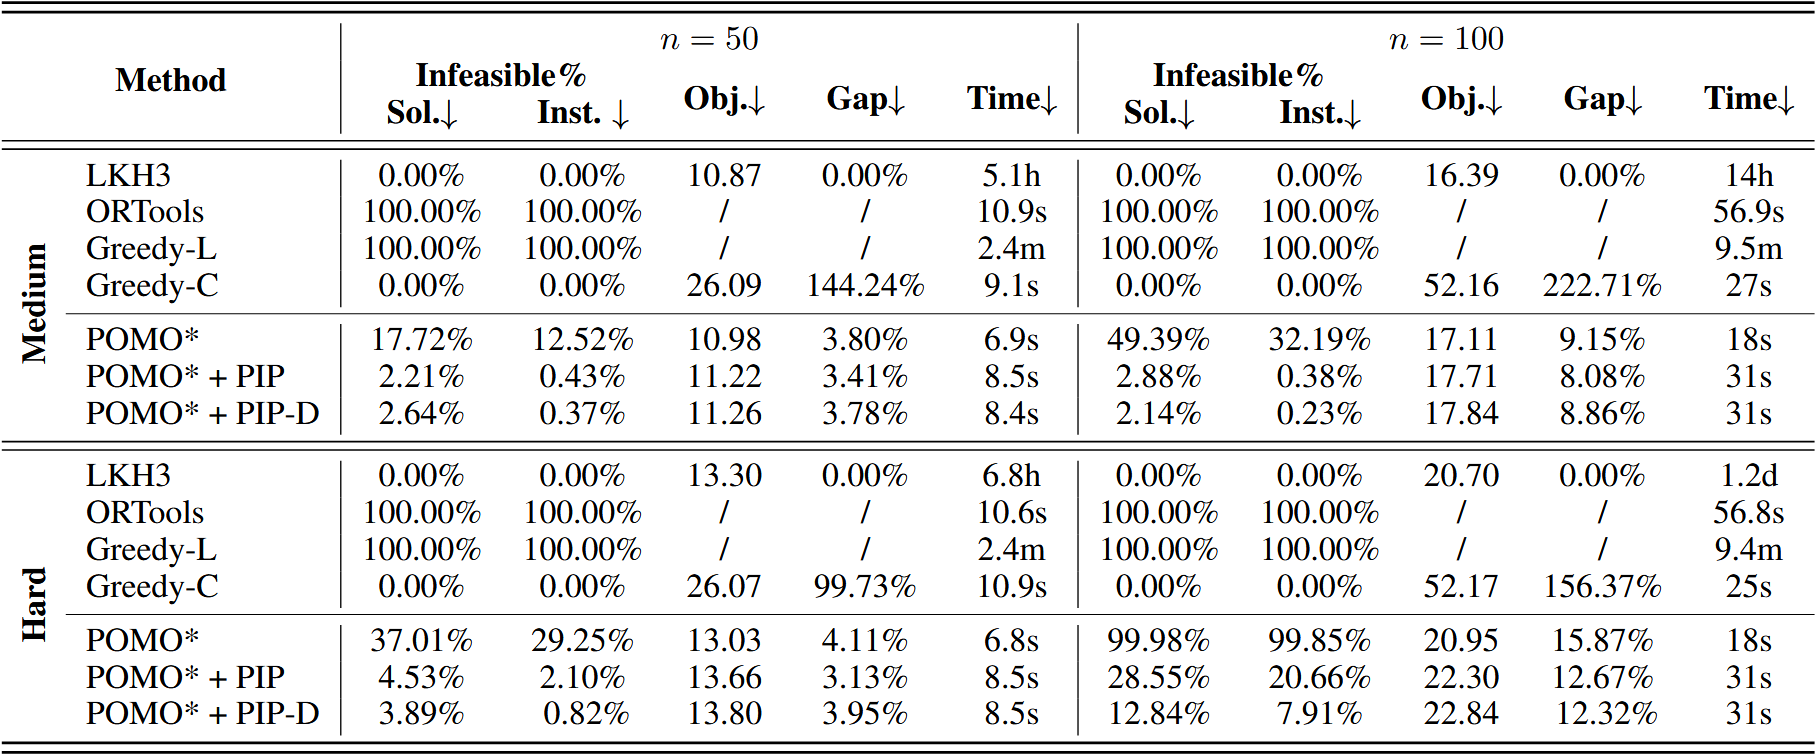 n = 50 n = 100
Method Infeasible% Obj.↓ Gap↓ Time↓ Infeasible% Obj.↓ Gap↓ Time↓
Sol.↓ Inst. ↓ Sol.↓ Inst.↓
Medium
LKH3 0.00% 0.00% 10.87 0.00% 5.1h 0.00% 0.00% 16.39 0.00% 14h
ORTools 100.00% 100.00% / / 10.9s 100.00% 100.00% / / 56.9s
Greedy-L 100.00% 100.00% / / 2.4m 100.00% 100.00% / / 9.5m
Greedy-C 0.00% 0.00% 26.09 144.24% 9.1s 0.00% 0.00% 52.16 222.71% 27s
POMO* 17.72% 12.52% 10.98 3.80% 6.9s 49.39% 32.19% 17.11 9.15% 18s
POMO* + PIP 2.21% 0.43% 11.22 3.41% 8.5s 2.88% 0.38% 17.71 8.08% 31s
POMO* + PIP-D 2.64% 0.37% 11.26 3.78% 8.4s 2.14% 0.23% 17.84 8.86% 31s
Hard
LKH3 0.00% 0.00% 13.30 0.00% 6.8h 0.00% 0.00% 20.70 0.00% 1.2d
ORTools 100.00% 100.00% / / 10.6s 100.00% 100.00% / / 56.8s
Greedy-L 100.00% 100.00% / / 2.4m 100.00% 100.00% / / 9.4m
Greedy-C 0.00% 0.00% 26.07 99.73% 10.9s 0.00% 0.00% 52.17 156.37% 25s
POMO* 37.01% 29.25% 13.03 4.11% 6.8s 99.98% 99.85% 20.95 15.87% 18s
POMO* + PIP 4.53% 2.10% 13.66 3.13% 8.5s 28.55% 20.66% 22.30 12.67% 31s
POMO* + PIP-D 3.89% 0.82% 13.80 3.95% 8.5s 12.84% 7.91% 22.84 12.32% 31s